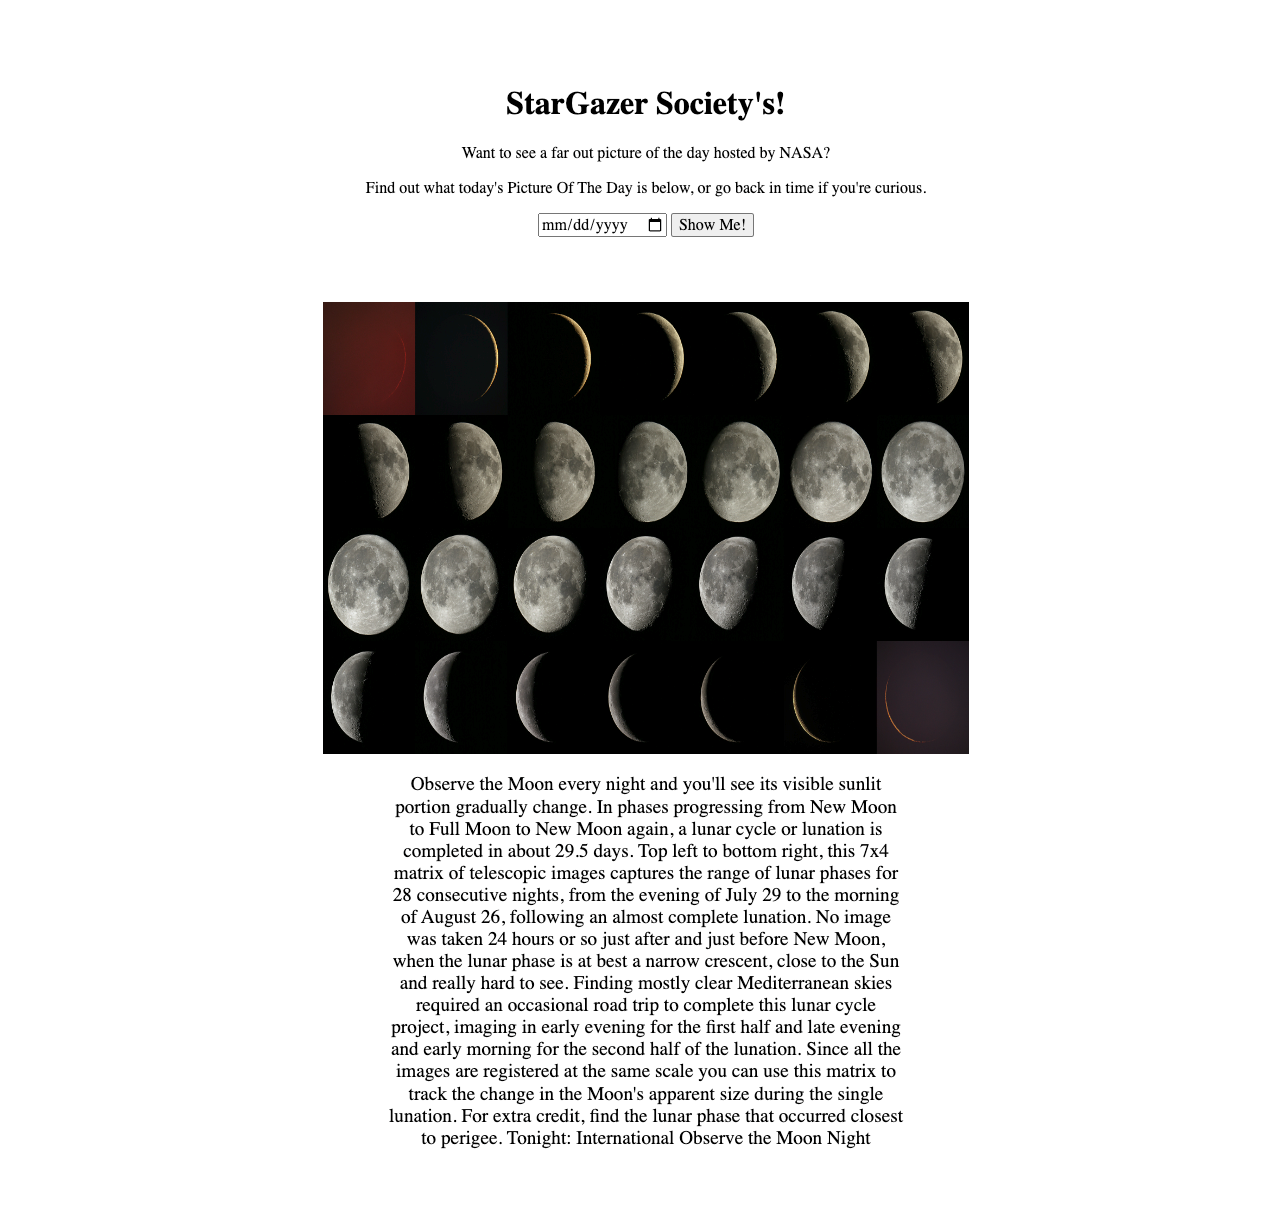 StarGazer Society's!
Want to see a far out picture of the day hosted by NASA?
Find out what today's Picture Of The Day is below, or go back in time if you're curious.
mm/dd/yyyy Show Me!
Observe the Moon every night and you'll see its visible sunlit
portion gradually change. In phases progressing from New Moon
to Full Moon to New Moon again, a lunar cycle or lunation is
completed in about 29.5 days. Top left to bottom right, this 7x4
matrix of telescopic images captures the range of lunar phases for
28 consecutive nights, from the evening of July 29 to the morning
of August 26, following an almost complete lunation. No image
was taken 24 hours or so just after and just before New Moon,
when the lunar phase is at best a narrow crescent, close to the Sun
and really hard to see. Finding mostly clear Mediterranean skies
required an occasional road trip to complete this lunar cycle
project, imaging in early evening for the first half and late evening
and early morning for the second half of the lunation. Since all the
images are registered at the same scale you can use this matrix to
track the change in the Moon's apparent size during the single
lunation. For extra credit, find the lunar phase that occurred closest
to perigee. Tonight: International Observe the Moon Night